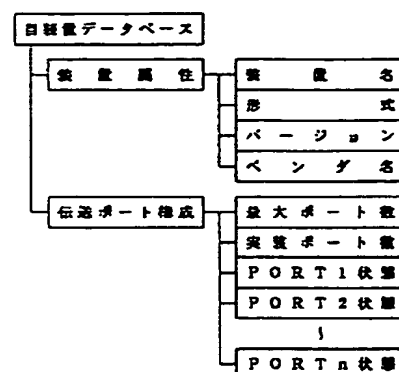 自装置データベース
装置属性
装置名
形式
バージョン
ベンダ名
伝送ポート構成
最大ポート数
実装ポート数
PORT1状態
PORT2状態
〜
PORTn状態